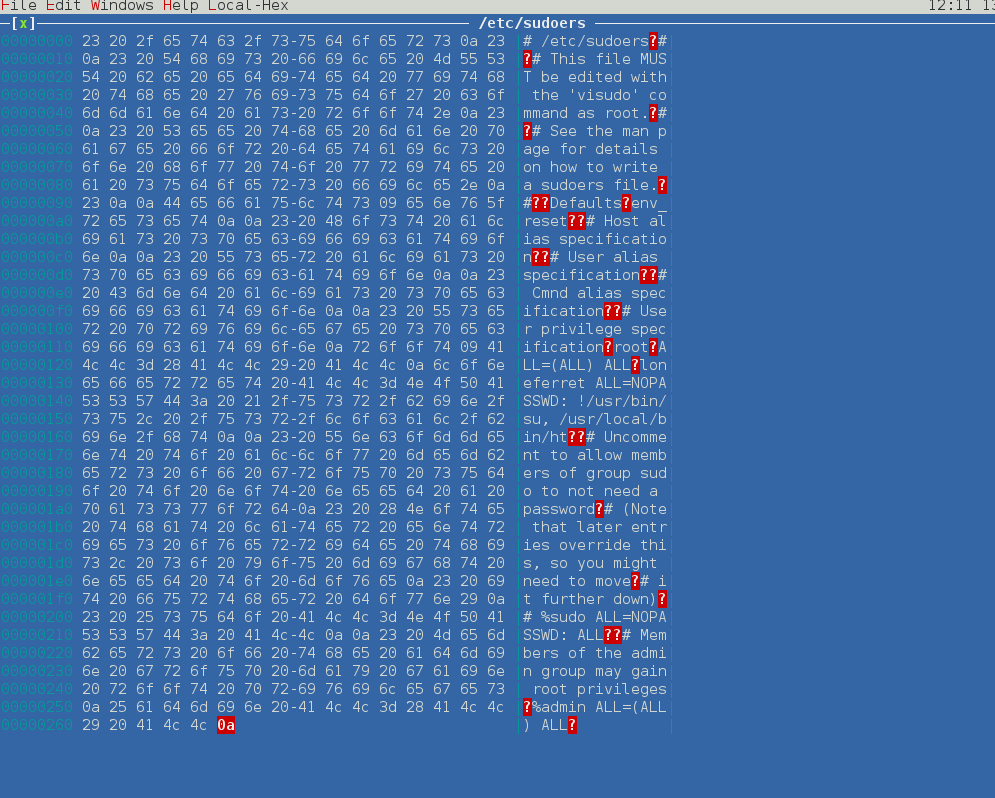 File Edit Windows Help Local-Hex 12:11 13
[x] /etc/sudoers
00000000 23 20 2f 65 74 63 2f 73-75 64 6f 65 72 73 0a 23 # /etc/sudoers?#
00000010 0a 23 20 54 68 69 73 20-66 69 6c 65 20 4d 55 53 ?# This file MUS
00000020 54 20 62 65 20 65 64 69-74 65 64 20 77 69 74 68 T be edited with
00000030 20 74 68 65 20 27 76 69-73 75 64 6f 27 20 63 6f the 'visudo' co
00000040 6d 6d 61 6e 64 20 61 73-20 72 6f 6f 74 2e 0a 23 mmand as root.?#
00000050 0a 23 20 53 65 65 20 74-68 65 20 6d 61 6e 20 70 ?# See the man p
00000060 61 67 65 20 66 6f 72 20-64 65 74 61 69 6c 73 20 age for details
00000070 6f 6e 20 68 6f 77 20 74-6f 20 77 72 69 74 65 20 on how to write
00000080 61 20 73 75 64 6f 65 72-73 20 66 69 6c 65 2e 0a a sudoers file.?
00000090 23 0a 0a 44 65 66 61 75-6c 74 73 09 65 6e 76 5f #??Defaults?env_
000000a0 72 65 73 65 74 0a 0a 23-20 48 6f 73 74 20 61 6c reset??# Host al
000000b0 69 61 73 20 73 70 65 63-69 66 69 63 61 74 69 6f ias specificatio
000000c0 6e 0a 0a 23 20 55 73 65-72 20 61 6c 69 61 73 20 n??# User alias
000000d0 73 70 65 63 69 66 69 63-61 74 69 6f 6e 0a 0a 23 specification??#
000000e0 20 43 6d 6e 64 20 61 6c-69 61 73 20 73 70 65 63 Cmnd alias spec
000000f0 69 66 69 63 61 74 69 6f-6e 0a 0a 23 20 55 73 65 ification??# Use
00000100 72 20 70 72 69 76 69 6c-65 67 65 20 73 70 65 63 r privilege spec
00000110 69 66 69 63 61 74 69 6f-6e 0a 72 6f 6f 74 09 41 ification?root?A
00000120 4c 4c 3d 28 41 4c 4c 29-20 41 4c 4c 0a 6c 6f 6e LL=(ALL) ALL?lon
00000130 65 66 65 72 72 65 74 20-41 4c 4c 3d 4e 4f 50 41 eferret ALL=NOPA
00000140 53 53 57 44 3a 20 21 2f-75 73 72 2f 62 69 6e 2f SSWD: !/usr/bin/
00000150 73 75 2c 20 2f 75 73 72-2f 6c 6f 63 61 6c 2f 62 su, /usr/local/b
00000160 69 6e 2f 68 74 0a 0a 23-20 55 6e 63 6f 6d 6d 65 in/ht??# Uncomme
00000170 6e 74 20 74 6f 20 61 6c-6c 6f 77 20 6d 65 6d 62 nt to allow memb
00000180 65 72 73 20 6f 66 20 67-72 6f 75 70 20 73 75 64 ers of group sud
00000190 6f 20 74 6f 20 6e 6f 74-20 6e 65 65 64 20 61 20 o to not need a
000001a0 70 61 73 73 77 6f 72 64-0a 23 20 28 4e 6f 74 65 password?# (Note
000001b0 20 74 68 61 74 20 6c 61-74 65 72 20 65 6e 74 72 that later entr
000001c0 69 65 73 20 6f 76 65 72-72 69 64 65 20 74 68 69 ies override thi
000001d0 73 2c 20 73 6f 20 79 6f-75 20 6d 69 67 68 74 20 s, so you might
000001e0 6e 65 65 64 20 74 6f 20-6d 6f 76 65 0a 23 20 69 need to move?# i
000001f0 74 20 66 75 72 74 68 65-72 20 64 6f 77 6e 29 0a t further down)?
00000200 23 20 25 73 75 64 6f 20-41 4c 4c 3d 4e 4f 50 41 # %sudo ALL=NOPA
00000210 53 53 57 44 3a 20 41 4c-4c 0a 0a 23 20 4d 65 6d SSWD: ALL??# Mem
00000220 62 65 72 73 20 6f 66 20-74 68 65 20 61 64 6d 69 bers of the admi
00000230 6e 20 67 72 6f 75 70 20-6d 61 79 20 67 61 69 6e n group may gain
00000240 20 72 6f 6f 74 20 70 72-69 76 69 6c 65 67 65 73 root privileges
00000250 0a 25 61 64 6d 69 6e 20-41 4c 4c 3d 28 41 4c 4c ?%admin ALL=(ALL
00000260 29 20 41 4c 4c 0a ) ALL?